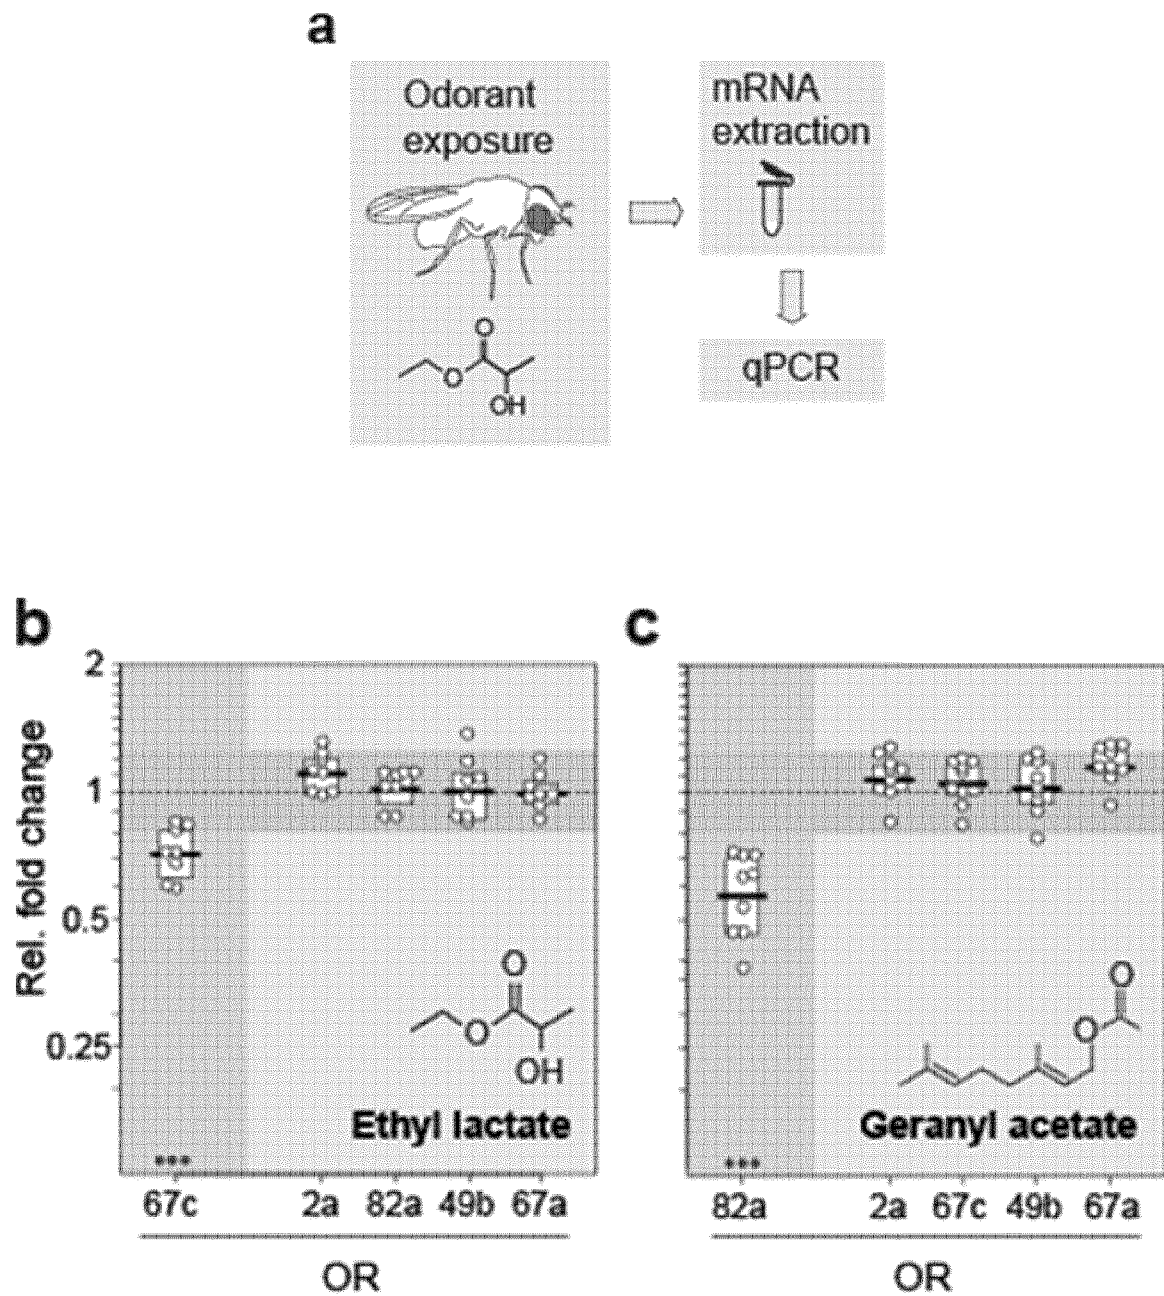 a
Odorant
exposure
O
O
OH
mRNA
extraction
qPCR
b
Rel. fold change
2
1
0.5
0.25
O
O
OH
Ethyl lactate
***
67c 2a 82a 49b 67a
OR
c
O
O
Geranyl acetate
***
82a 2a 67c 49b 67a
OR